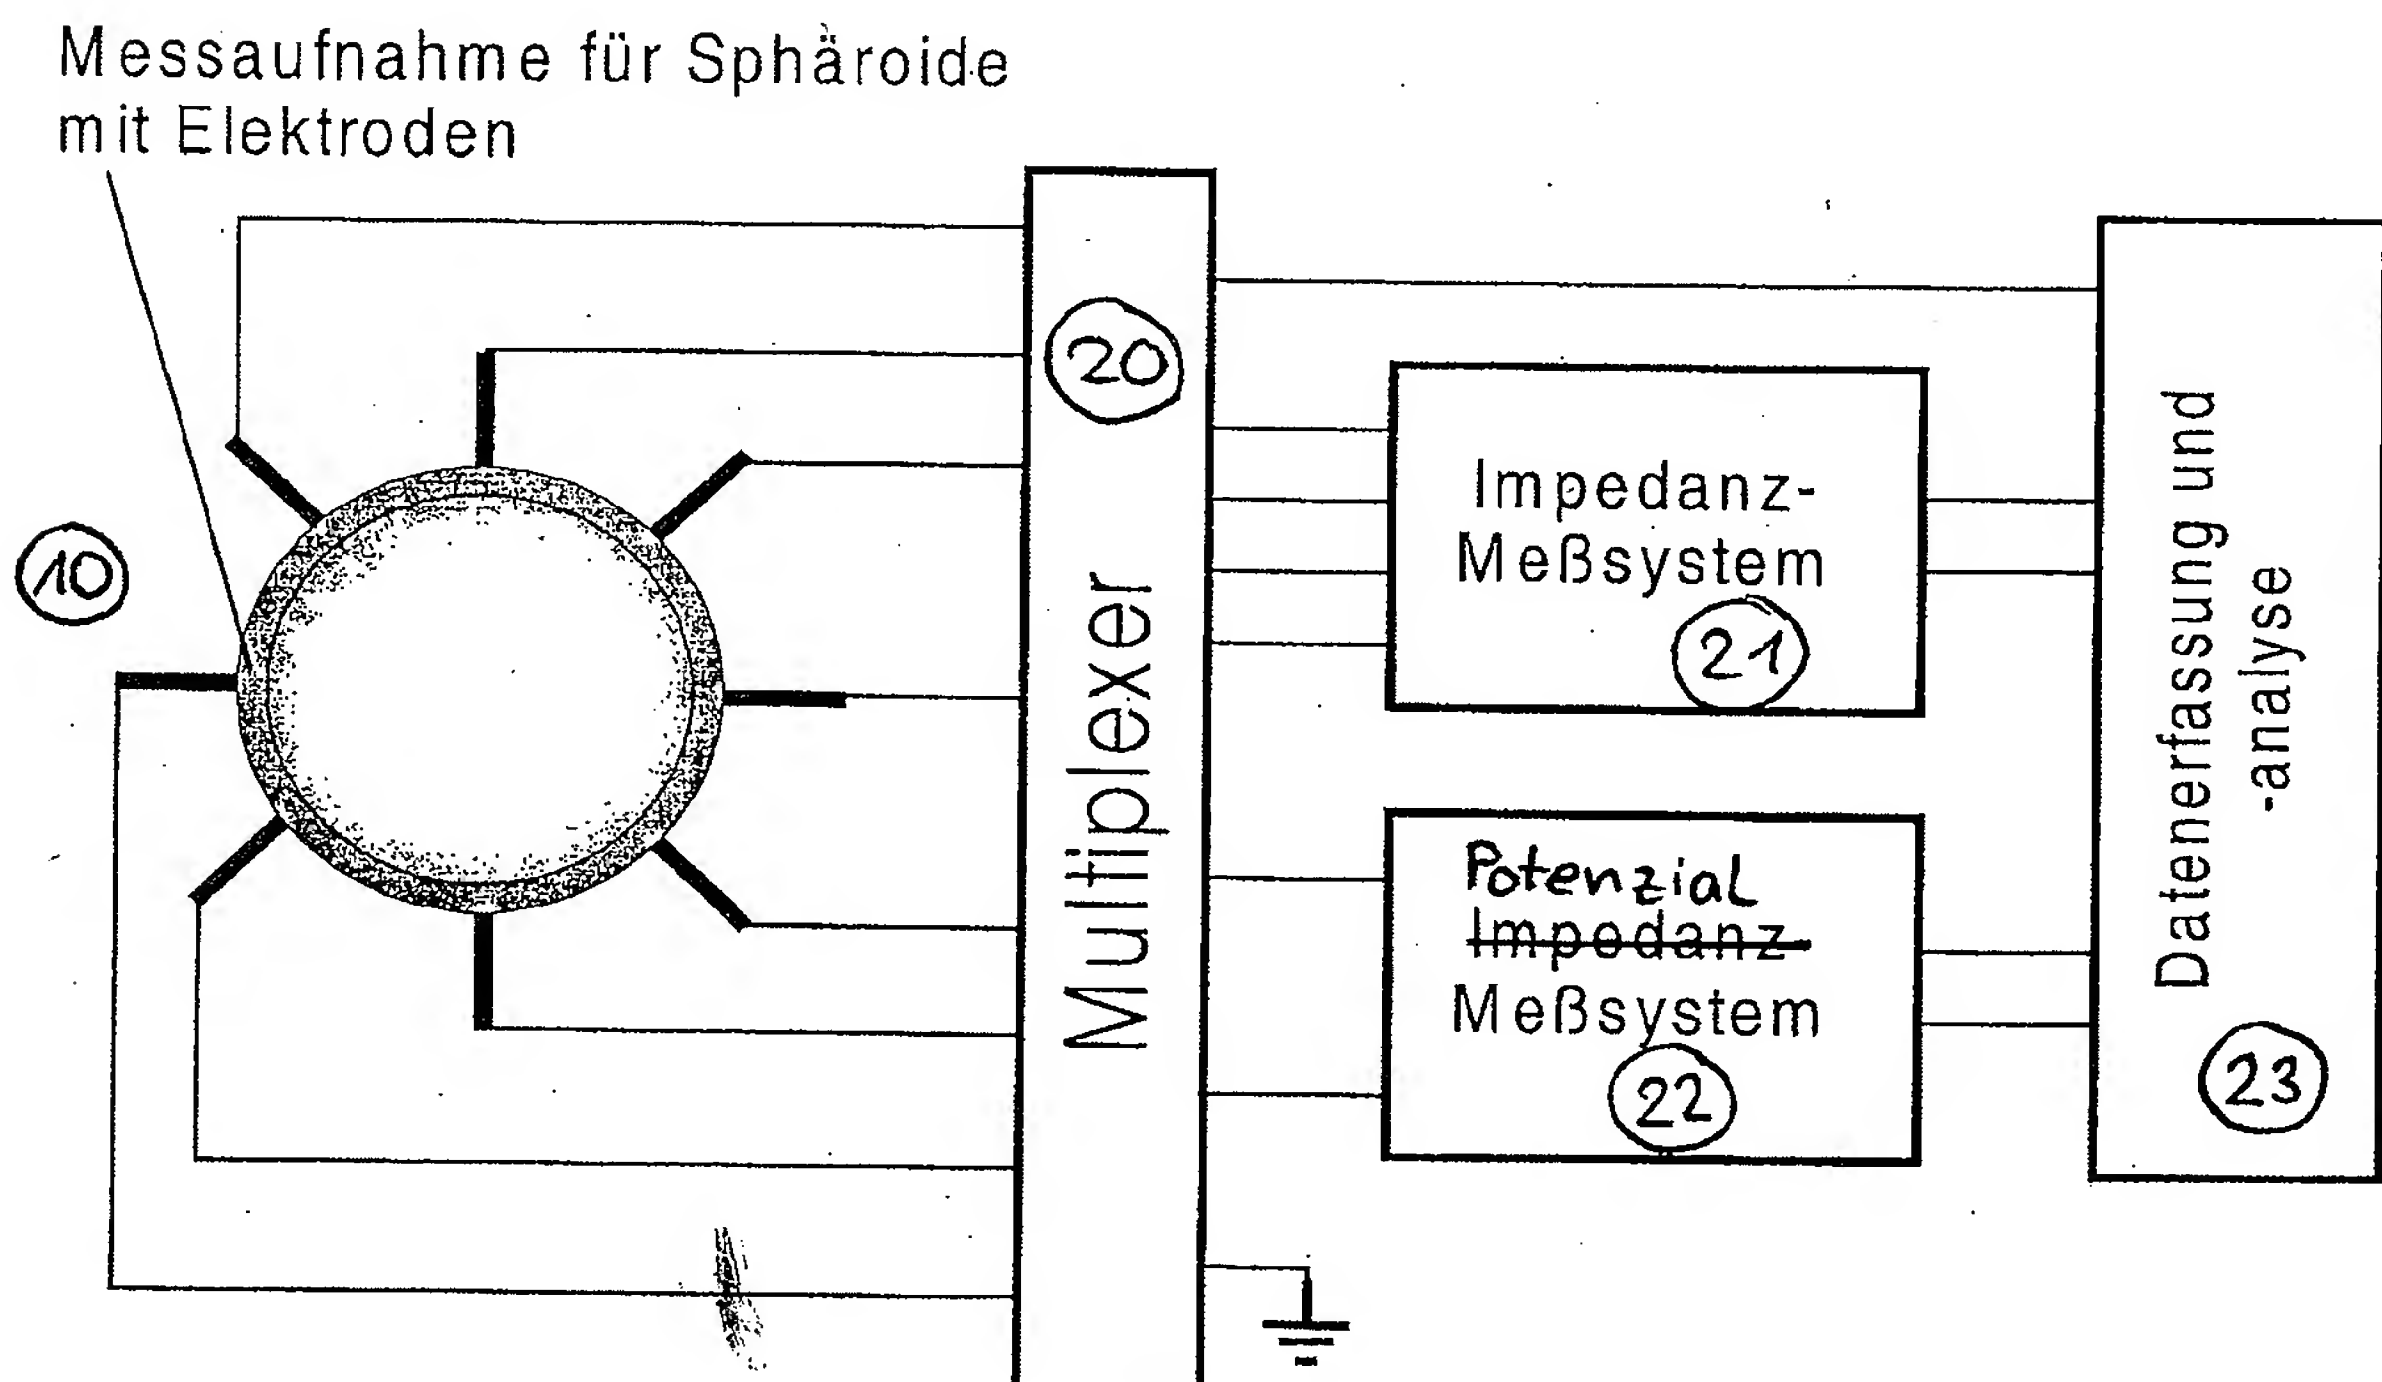 Messaufnahme für Sphäroide
mit Elektroden
10
20
Multiplexer
Impedanz-
Meßsystem
21
Potenzial
Impedanz-
Meßsystem
22
Datenerfassung und
-analyse
23